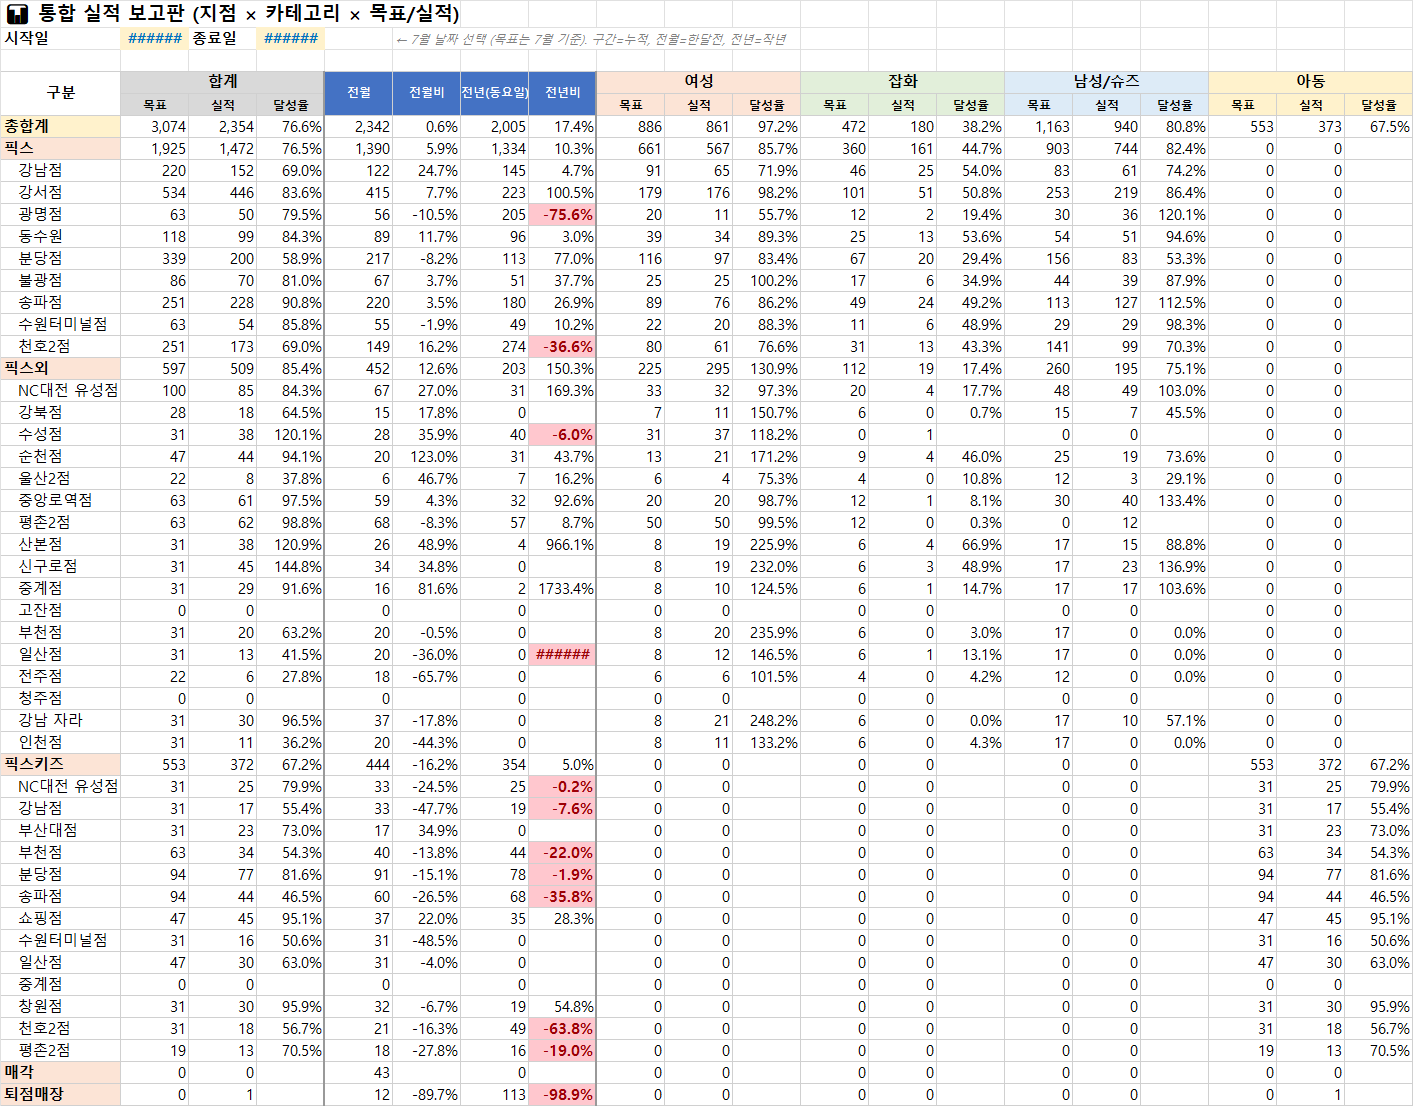 통합 실적 보고판 (지점 × 카테고리 × 목표/실적)
시작일 ###### 종료일 ###### ← 7월 날짜 선택 (목표는 7월 기준). 구간=누적, 전월=한달전, 전년=작년
구분 합계 전월 전월비 전년(동요일) 전년비 여성 잡화 남성/슈즈 아동
목표 실적 달성율 목표 실적 달성율 목표 실적 달성율 목표 실적 달성율 목표 실적 달성율
총합계 3,074 2,354 76.6% 2,342 0.6% 2,005 17.4% 886 861 97.2% 472 180 38.2% 1,163 940 80.8% 553 373 67.5%
픽스 1,925 1,472 76.5% 1,390 5.9% 1,334 10.3% 661 567 85.7% 360 161 44.7% 903 744 82.4% 0 0
강남점 220 152 69.0% 122 24.7% 145 4.7% 91 65 71.9% 46 25 54.0% 83 61 74.2% 0 0
강서점 534 446 83.6% 415 7.7% 223 100.5% 179 176 98.2% 101 51 50.8% 253 219 86.4% 0 0
광명점 63 50 79.5% 56 -10.5% 205 -75.6% 20 11 55.7% 12 2 19.4% 30 36 120.1% 0 0
동수원 118 99 84.3% 89 11.7% 96 3.0% 39 34 89.3% 25 13 53.6% 54 51 94.6% 0 0
분당점 339 200 58.9% 217 -8.2% 113 77.0% 116 97 83.4% 67 20 29.4% 156 83 53.3% 0 0
불광점 86 70 81.0% 67 3.7% 51 37.7% 25 25 100.2% 17 6 34.9% 44 39 87.9% 0 0
송파점 251 228 90.8% 220 3.5% 180 26.9% 89 76 86.2% 49 24 49.2% 113 127 112.5% 0 0
수원터미널점 63 54 85.8% 55 -1.9% 49 10.2% 22 20 88.3% 11 6 48.9% 29 29 98.3% 0 0
천호2점 251 173 69.0% 149 16.2% 274 -36.6% 80 61 76.6% 31 13 43.3% 141 99 70.3% 0 0
픽스외 597 509 85.4% 452 12.6% 203 150.3% 225 295 130.9% 112 19 17.4% 260 195 75.1% 0 0
NC대전 유성점 100 85 84.3% 67 27.0% 31 169.3% 33 32 97.3% 20 4 17.7% 48 49 103.0% 0 0
강북점 28 18 64.5% 15 17.8% 0 7 11 150.7% 6 0 0.7% 15 7 45.5% 0 0
수성점 31 38 120.1% 28 35.9% 40 -6.0% 31 37 118.2% 0 1 0 0 0 0
순천점 47 44 94.1% 20 123.0% 31 43.7% 13 21 171.2% 9 4 46.0% 25 19 73.6% 0 0
울산2점 22 8 37.8% 6 46.7% 7 16.2% 6 4 75.3% 4 0 10.8% 12 3 29.1% 0 0
중앙로역점 63 61 97.5% 59 4.3% 32 92.6% 20 20 98.7% 12 1 8.1% 30 40 133.4% 0 0
평촌2점 63 62 98.8% 68 -8.3% 57 8.7% 50 50 99.5% 12 0 0.3% 0 12 0 0
산본점 31 38 120.9% 26 48.9% 4 966.1% 8 19 225.9% 6 4 66.9% 17 15 88.8% 0 0
신구로점 31 45 144.8% 34 34.8% 0 8 19 232.0% 6 3 48.9% 17 23 136.9% 0 0
중계점 31 29 91.6% 16 81.6% 2 1733.4% 8 10 124.5% 6 1 14.7% 17 17 103.6% 0 0
고잔점 0 0 0 0 0 0 0 0 0 0 0 0
부천점 31 20 63.2% 20 -0.5% 0 8 20 235.9% 6 0 3.0% 17 0 0.0% 0 0
일산점 31 13 41.5% 20 -36.0% 0 ###### 8 12 146.5% 6 1 13.1% 17 0 0.0% 0 0
전주점 22 6 27.8% 18 -65.7% 0 6 6 101.5% 4 0 4.2% 12 0 0.0% 0 0
청주점 0 0 0 0 0 0 0 0 0 0 0 0
강남 자라 31 30 96.5% 37 -17.8% 0 8 21 248.2% 6 0 0.0% 17 10 57.1% 0 0
인천점 31 11 36.2% 20 -44.3% 0 8 11 133.2% 6 0 4.3% 17 0 0.0% 0 0
픽스키즈 553 372 67.2% 444 -16.2% 354 5.0% 0 0 0 0 0 0 553 372 67.2%
NC대전 유성점 31 25 79.9% 33 -24.5% 25 -0.2% 0 0 0 0 0 0 31 25 79.9%
강남점 31 17 55.4% 33 -47.7% 19 -7.6% 0 0 0 0 0 0 31 17 55.4%
부산대점 31 23 73.0% 17 34.9% 0 0 0 0 0 0 0 31 23 73.0%
부천점 63 34 54.3% 40 -13.8% 44 -22.0% 0 0 0 0 0 0 63 34 54.3%
분당점 94 77 81.6% 91 -15.1% 78 -1.9% 0 0 0 0 0 0 94 77 81.6%
송파점 94 44 46.5% 60 -26.5% 68 -35.8% 0 0 0 0 0 0 94 44 46.5%
쇼핑점 47 45 95.1% 37 22.0% 35 28.3% 0 0 0 0 0 0 47 45 95.1%
수원터미널점 31 16 50.6% 31 -48.5% 0 0 0 0 0 0 0 31 16 50.6%
일산점 47 30 63.0% 31 -4.0% 0 0 0 0 0 0 0 47 30 63.0%
중계점 0 0 0 0 0 0 0 0 0 0 0 0
창원점 31 30 95.9% 32 -6.7% 19 54.8% 0 0 0 0 0 0 31 30 95.9%
천호2점 31 18 56.7% 21 -16.3% 49 -63.8% 0 0 0 0 0 0 31 18 56.7%
평촌2점 19 13 70.5% 18 -27.8% 16 -19.0% 0 0 0 0 0 0 19 13 70.5%
매각 0 0 43 0 0 0 0 0 0 0 0
퇴점매장 0 1 12 -89.7% 113 -98.9% 0 0 0 0 0 0 0 1